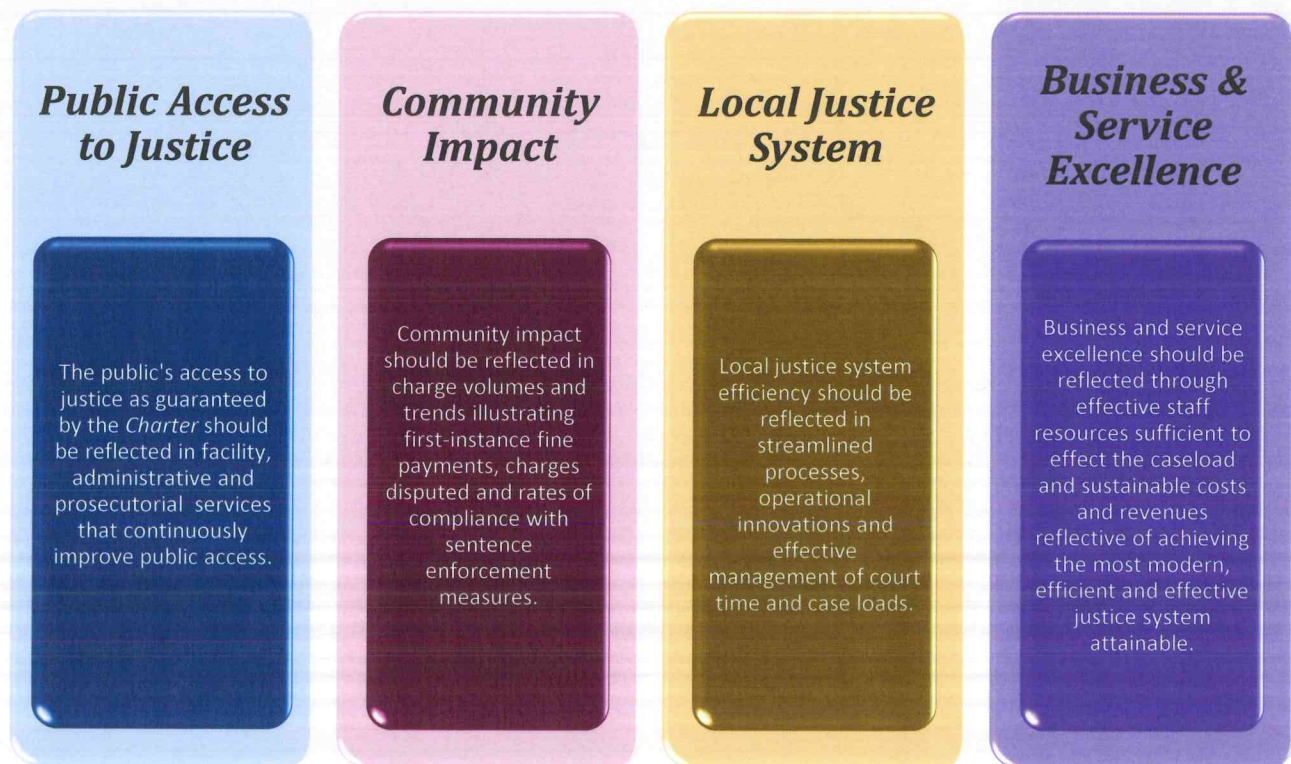 Public Access
to Justice
The public's access to
justice as guaranteed
by the Charter should
be reflected in facility,
administrative and
prosecutorial services
that continuously
improve public access.
Community
Impact
Community impact
should be reflected in
charge volumes and
trends illustrating
first-instance fine
payments, charges
disputed and rates of
compliance with
sentence
enforcement
measures.
Local Justice
System
Local justice system
efficiency should be
reflected in
streamlined
processes,
operational
innovations and
effective
management of court
time and case loads.
Business &
Service
Excellence
Business and service
excellence should be
reflected through
effective staff
resources sufficient to
effect the caseload
and sustainable costs
and revenues
reflective of achieving
the most modern,
efficient and effective
justice system
attainable.